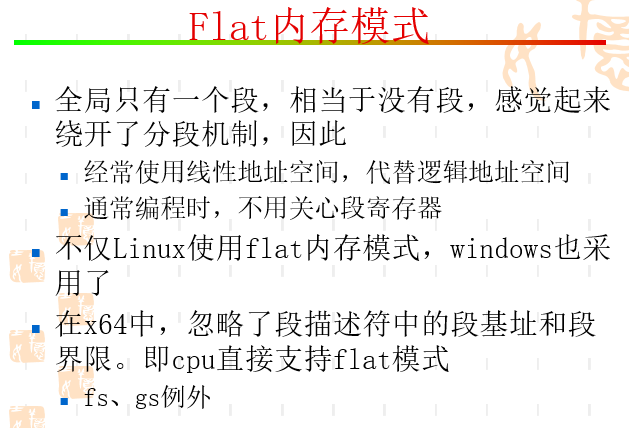 Flat内存模式
全局只有一个段，相当于没有段，感觉起来
绕开了分段机制，因此
经常使用线性地址空间，代替逻辑地址空间
通常编程时，不用关心段寄存器
不仅Linux使用flat内存模式，windows也采
用了
在x64中，忽略了段描述符中的段基址和段
界限。即cpu直接支持flat模式
fs、gs例外